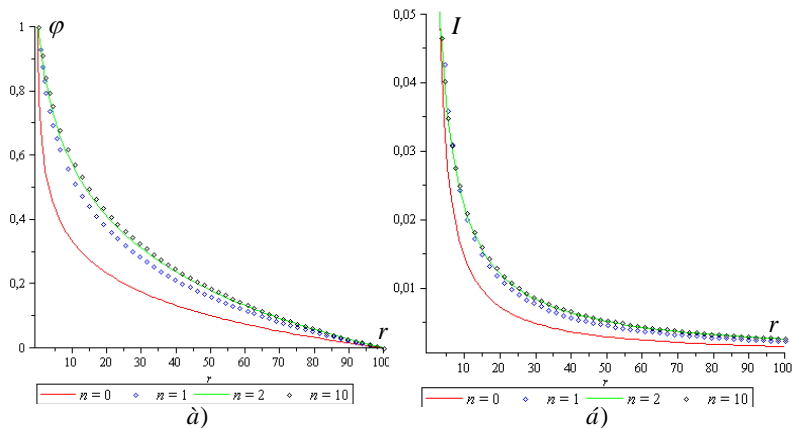 φ
1
0,8
0,6
0,4
0,2
0
10 20 30 40 50 60 70 80 90 100
r
r
n = 0 n = 1 n = 2 n = 10
à)
I
0,05
0,04
0,03
0,02
0,01
10 20 30 40 50 60 70 80 90 100
r
r
n = 0 n = 1 n = 2 n = 10
á)